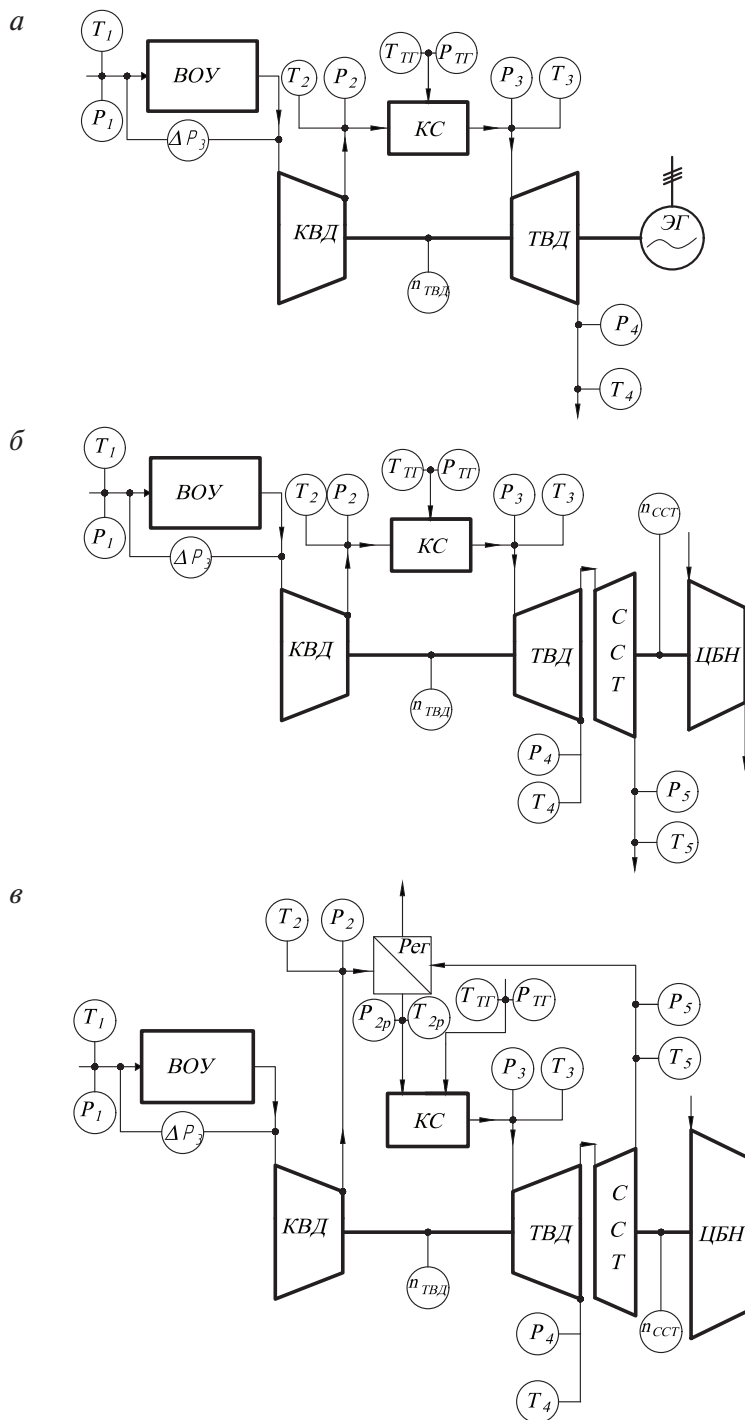 а
T1
ВОУ
P1
ΔP3
T2
P2
TТГ
PТГ
КС
P3
T3
КВД
nТВД
ТВД
ЭГ
P4
T4
б
T1
ВОУ
P1
ΔP3
T2
P2
TТГ
PТГ
КС
P3
T3
nССТ
КВД
nТВД
ТВД
С
С
Т
ЦБН
P4
T4
P5
T5
в
T2
P2
Рег
TТГ
PТГ
P2р
T2р
P5
T5
T1
ВОУ
P1
ΔP3
КС
P3
T3
КВД
nТВД
ТВД
С
С
Т
ЦБН
nССТ
P4
T4